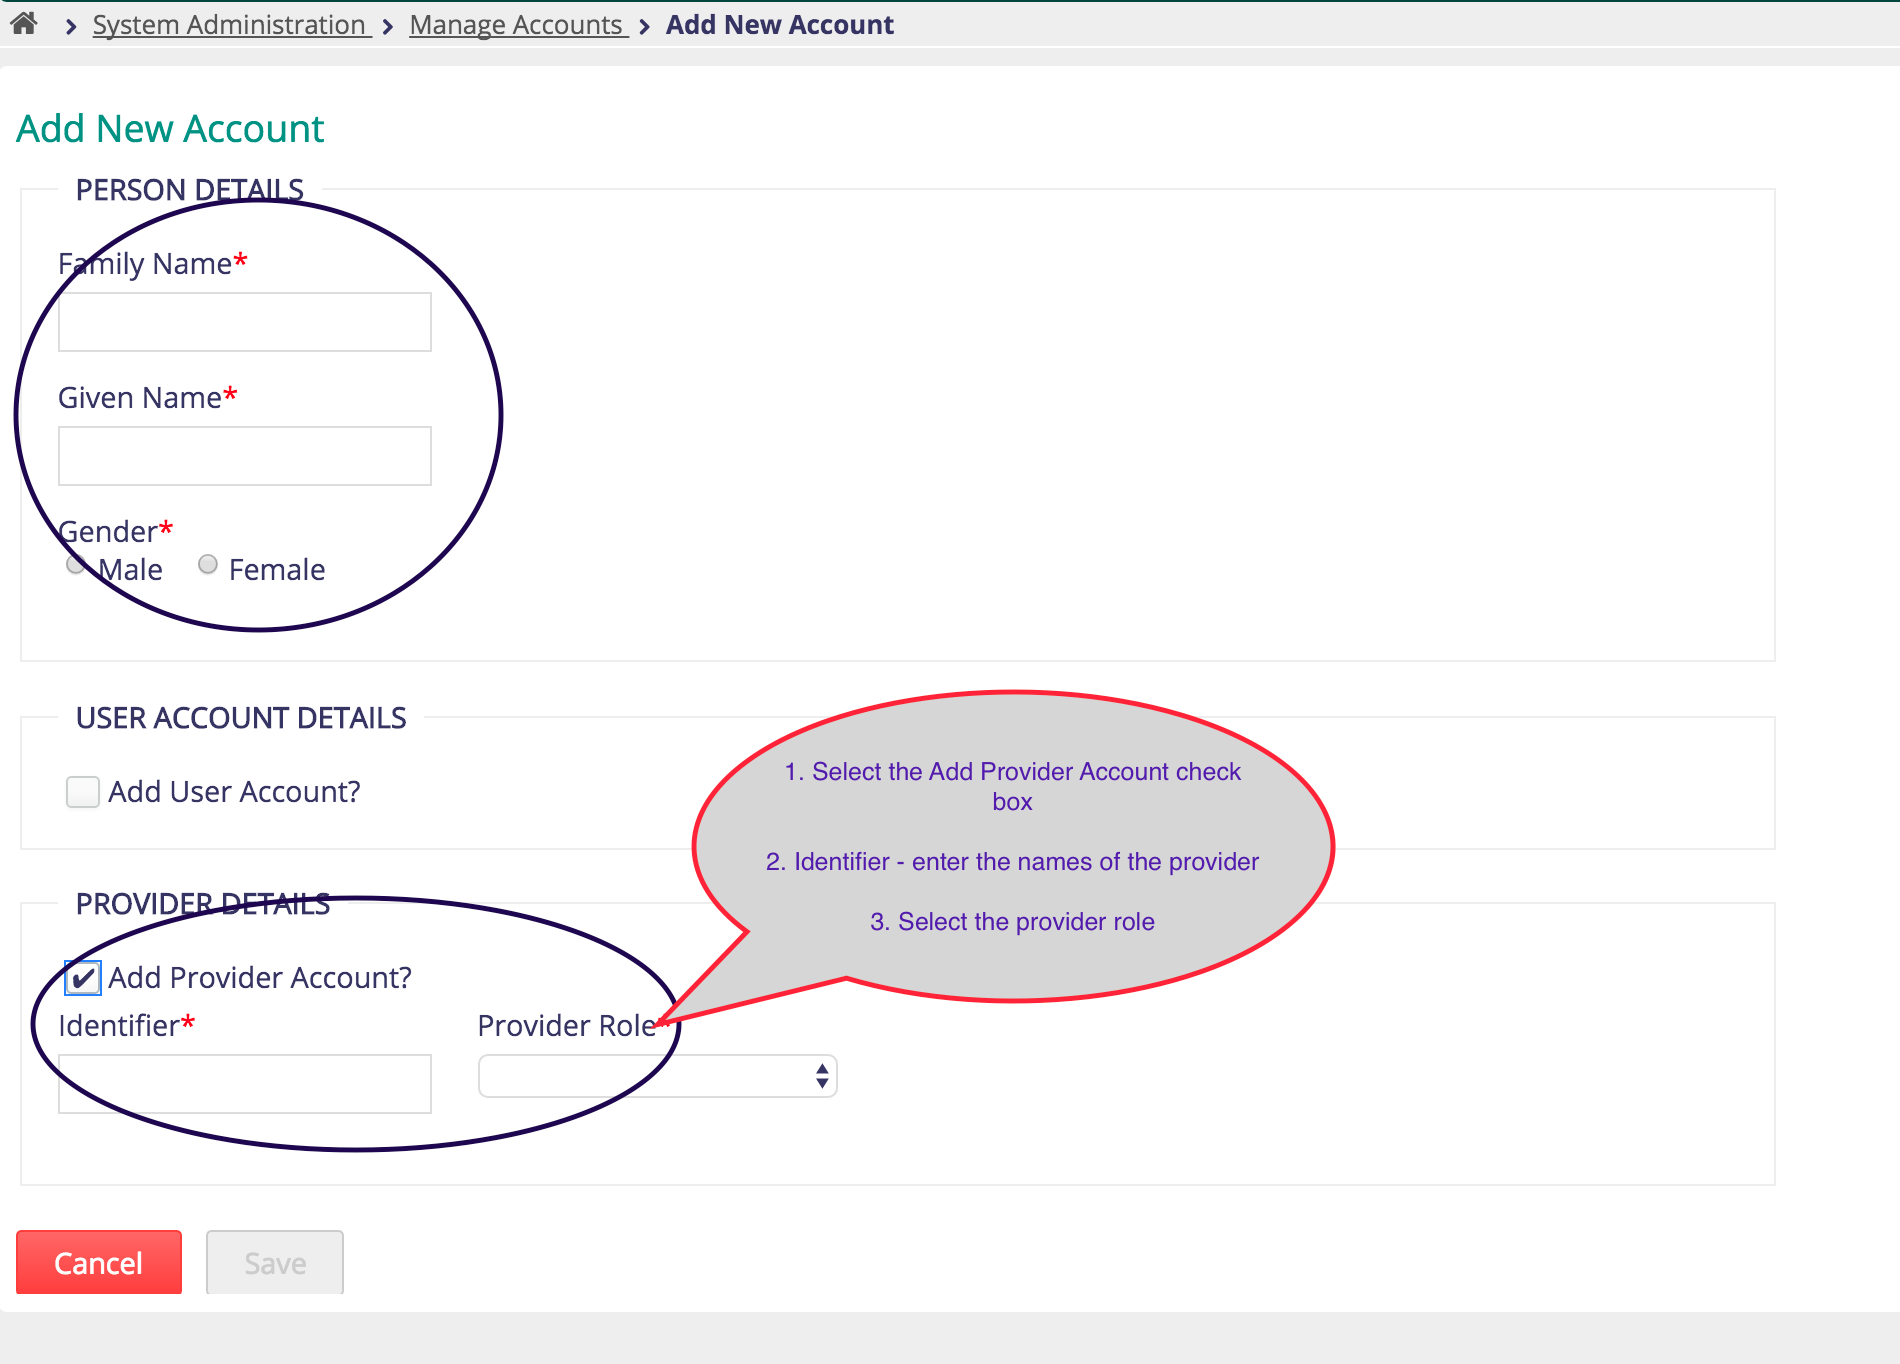 System Administration > Manage Accounts > Add New Account
Add New Account
PERSON DETAILS
Family Name*
Given Name*
Gender*
Male Female
USER ACCOUNT DETAILS
Add User Account?
1. Select the Add Provider Account check
box
2. Identifier - enter the names of the provider
3. Select the provider role
PROVIDER DETAILS
Add Provider Account?
Identifier* Provider Role*
Cancel Save